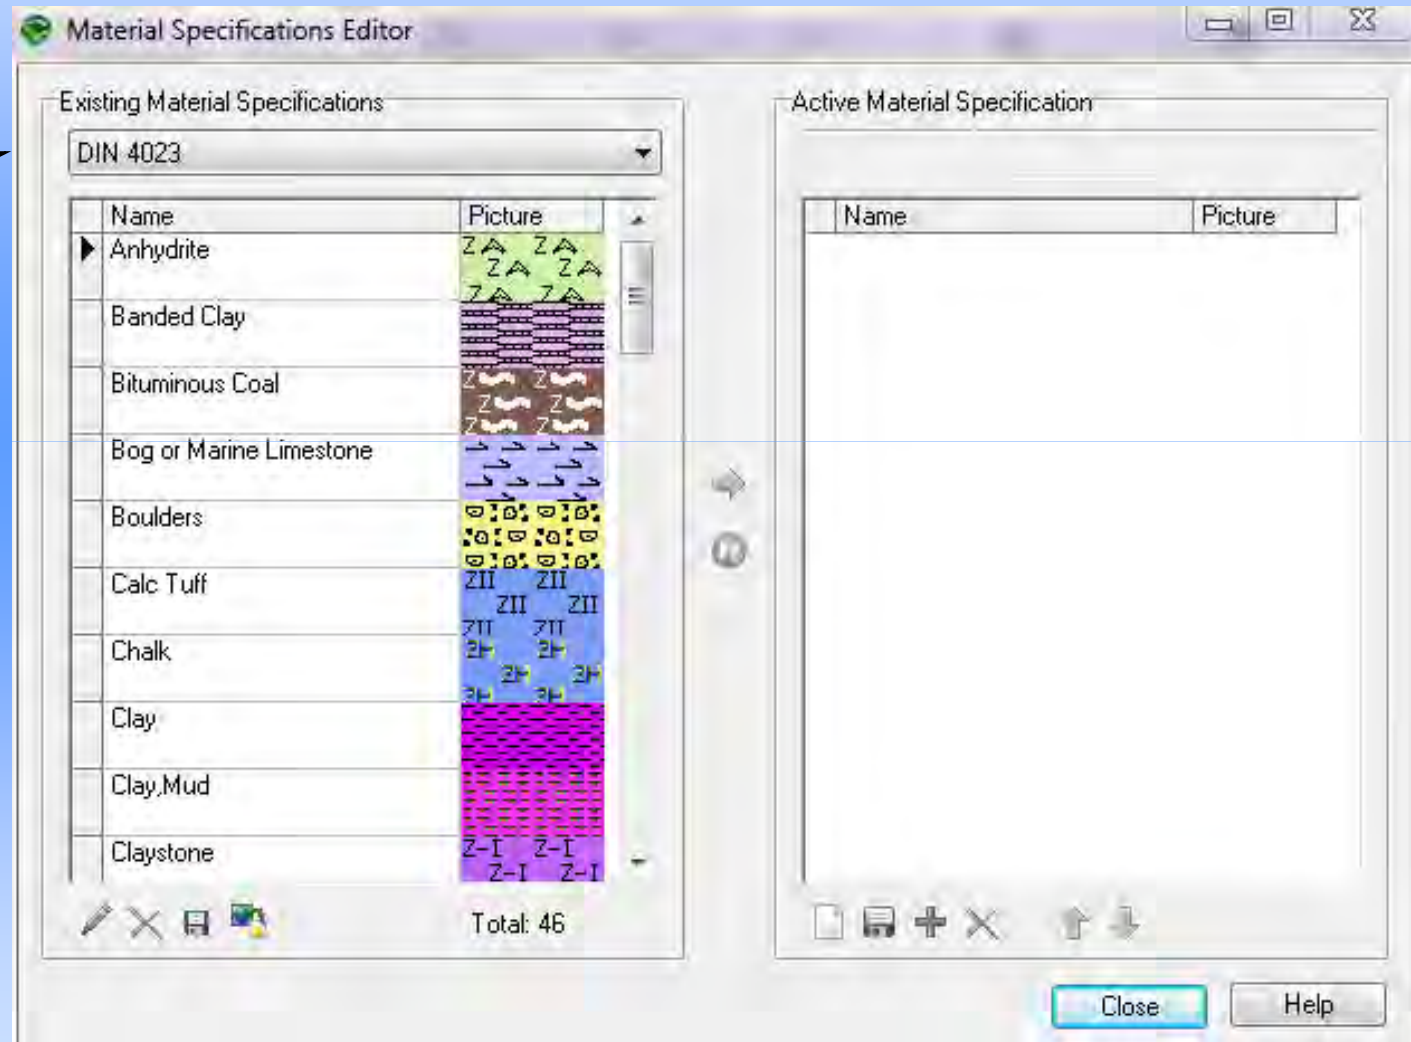 Material Specifications Editor
Existing Material Specifications
DIN 4023
Name Picture
Anhydrite
Banded Clay
Bituminous Coal
Bog or Marine Limestone
Boulders
Calc Tuff
Chalk
Clay
Clay,Mud
Claystone
Total: 46
Active Material Specification
Name Picture
Close Help